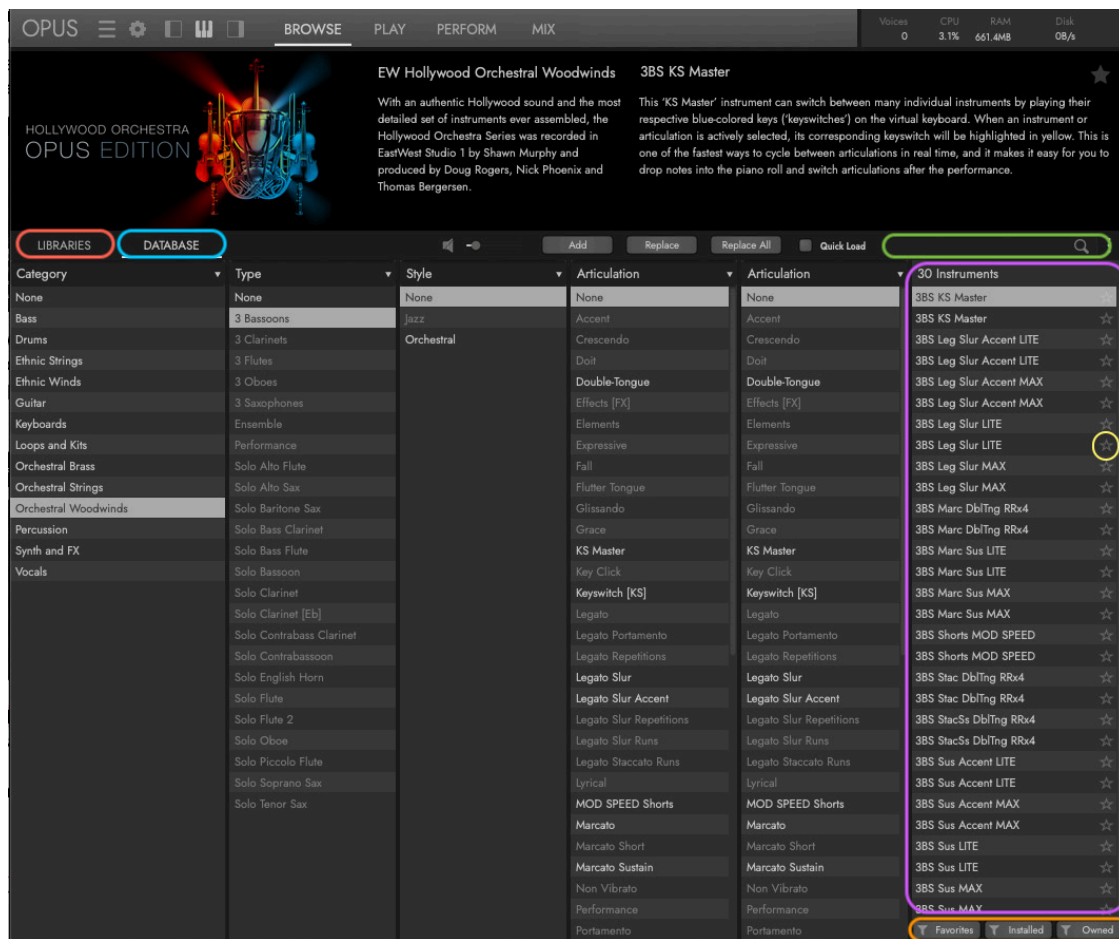 OPUS
BROWSE
PLAY
PERFORM
MIX
Voices
0
CPU
3.1%
RAM
661.4MB
Disk
0B/s
HOLLYWOOD ORCHESTRA
OPUS EDITION
EW Hollywood Orchestral Woodwinds
With an authentic Hollywood sound and the most
detailed set of instruments ever assembled, the
Hollywood Orchestra Series was recorded in
EastWest Studio 1 by Shawn Murphy and
produced by Doug Rogers, Nick Phoenix and
Thomas Bergersen.
3BS KS Master
This 'KS Master' instrument can switch between many individual instruments by playing their
respective blue-colored keys ('keyswitches') on the virtual keyboard. When an instrument or
articulation is actively selected, its corresponding keyswitch will be highlighted in yellow. This is
one of the fastest ways to cycle between articulations in real time, and it makes it easy for you to
drop notes into the piano roll and switch articulations after the performance.
LIBRARIES
DATABASE
Add
Replace
Replace All
Quick Load
Category
None
Bass
Drums
Ethnic Strings
Ethnic Winds
Guitar
Keyboards
Loops and Kits
Orchestral Brass
Orchestral Strings
Orchestral Woodwinds
Percussion
Synth and FX
Vocals
Type
None
3 Bassoons
3 Clarinets
3 Flutes
3 Oboes
3 Saxophones
Ensemble
Performance
Solo Alto Flute
Solo Alto Sax
Solo Baritone Sax
Solo Bass Clarinet
Solo Bass Flute
Solo Bassoon
Solo Clarinet
Solo Clarinet [Eb]
Solo Contrabass Clarinet
Solo Contrabassoon
Solo English Horn
Solo Flute
Solo Flute 2
Solo Oboe
Solo Piccolo Flute
Solo Soprano Sax
Solo Tenor Sax
Style
None
Jazz
Orchestral
Articulation
None
Accent
Crescendo
Doit
Double-Tongue
Effects [FX]
Elements
Expressive
Fall
Flutter Tongue
Glissando
Grace
KS Master
Key Click
Keyswitch [KS]
Legato
Legato Portamento
Legato Repetitions
Legato Slur
Legato Slur Accent
Legato Slur Repetitions
Legato Slur Runs
Legato Staccato Runs
Lyrical
MOD SPEED Shorts
Marcato
Marcato Short
Marcato Sustain
Non Vibrato
Performance
Portamento
Articulation
None
Accent
Crescendo
Doit
Double-Tongue
Effects [FX]
Elements
Expressive
Fall
Flutter Tongue
Glissando
Grace
KS Master
Key Click
Keyswitch [KS]
Legato
Legato Portamento
Legato Repetitions
Legato Slur
Legato Slur Accent
Legato Slur Repetitions
Legato Slur Runs
Legato Staccato Runs
Lyrical
MOD SPEED Shorts
Marcato
Marcato Short
Marcato Sustain
Non Vibrato
Performance
Portamento
30 Instruments
3BS KS Master
3BS KS Master
3BS Leg Slur Accent LITE
3BS Leg Slur Accent LITE
3BS Leg Slur Accent MAX
3BS Leg Slur Accent MAX
3BS Leg Slur LITE
3BS Leg Slur LITE
3BS Leg Slur MAX
3BS Leg Slur MAX
3BS Marc DblTng RRx4
3BS Marc DblTng RRx4
3BS Marc Sus LITE
3BS Marc Sus LITE
3BS Marc Sus MAX
3BS Marc Sus MAX
3BS Shorts MOD SPEED
3BS Shorts MOD SPEED
3BS Stac DblTng RRx4
3BS Stac DblTng RRx4
3BS StacSs DblTng RRx4
3BS StacSs DblTng RRx4
3BS Sus Accent LITE
3BS Sus Accent LITE
3BS Sus Accent MAX
3BS Sus Accent MAX
3BS Sus LITE
3BS Sus LITE
3BS Sus MAX
3BS Sus MAX
Favorites
Installed
Owned